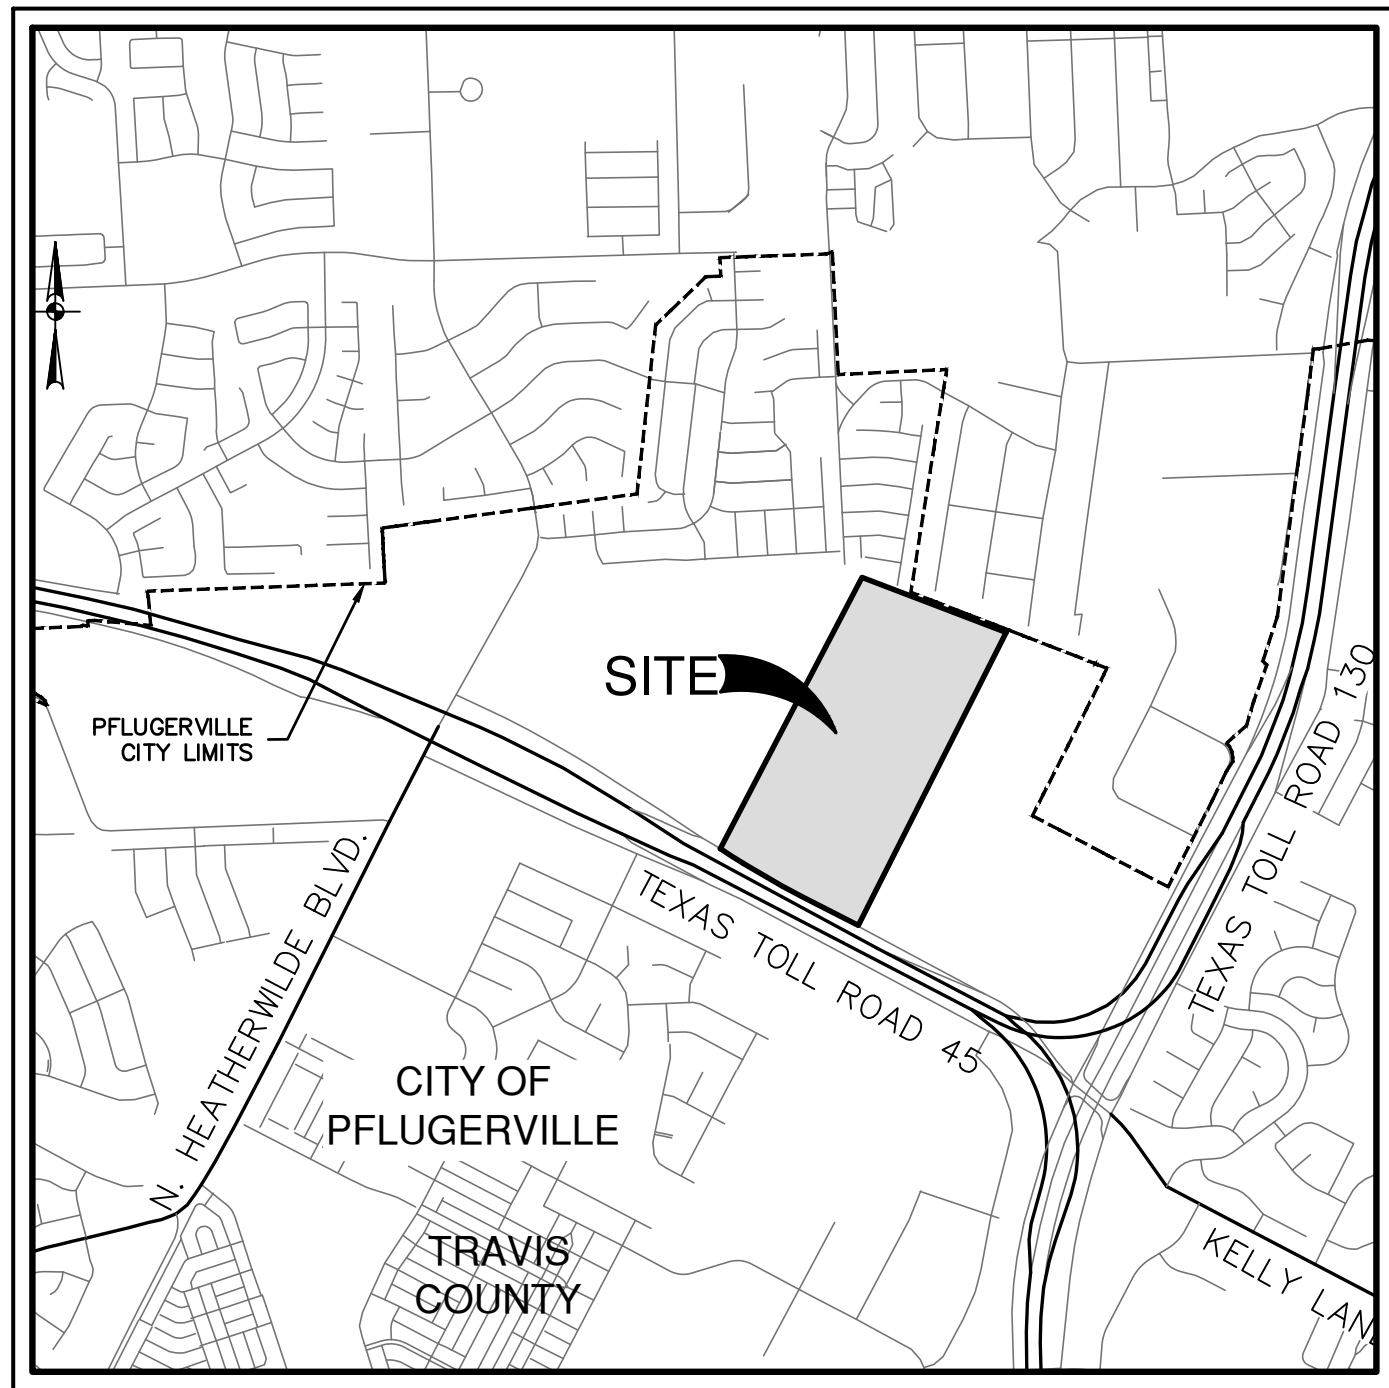 SITE
PFLUGERVILLE
CITY LIMITS
TEXAS TOLL ROAD 130
N. HEATHERWILDE BLVD.
TEXAS TOLL ROAD 45
CITY OF
PFLUGERVILLE
TRAVIS
COUNTY
KELLY LANE